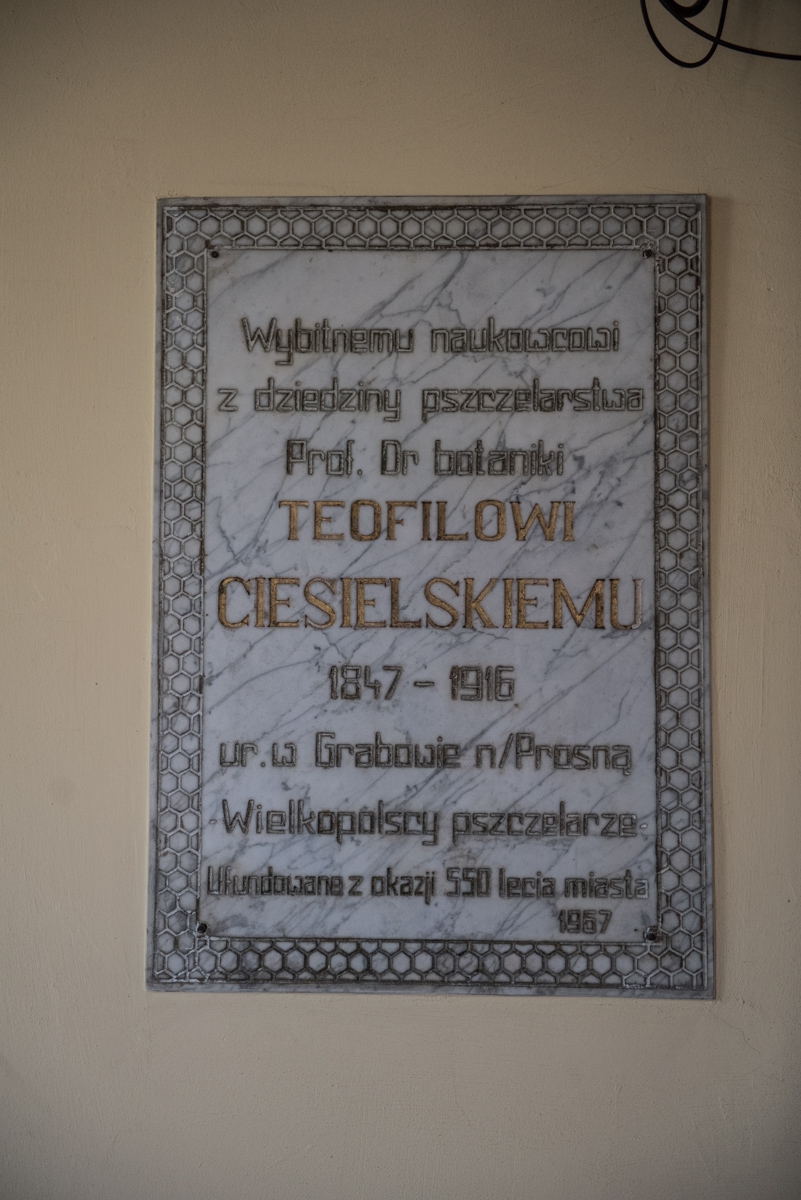 Wybitnemu naukowcowi
z dziedziny pszczelarstwa
Prof. Dr botaniki
TEOFILOWI
CIESIELSKIEMU
1847 – 1916
ur. w Grabowie n/Prosną
·Wielkopolscy pszczelarze·
Ufundowane z okazji 550 lecia miasta
1967